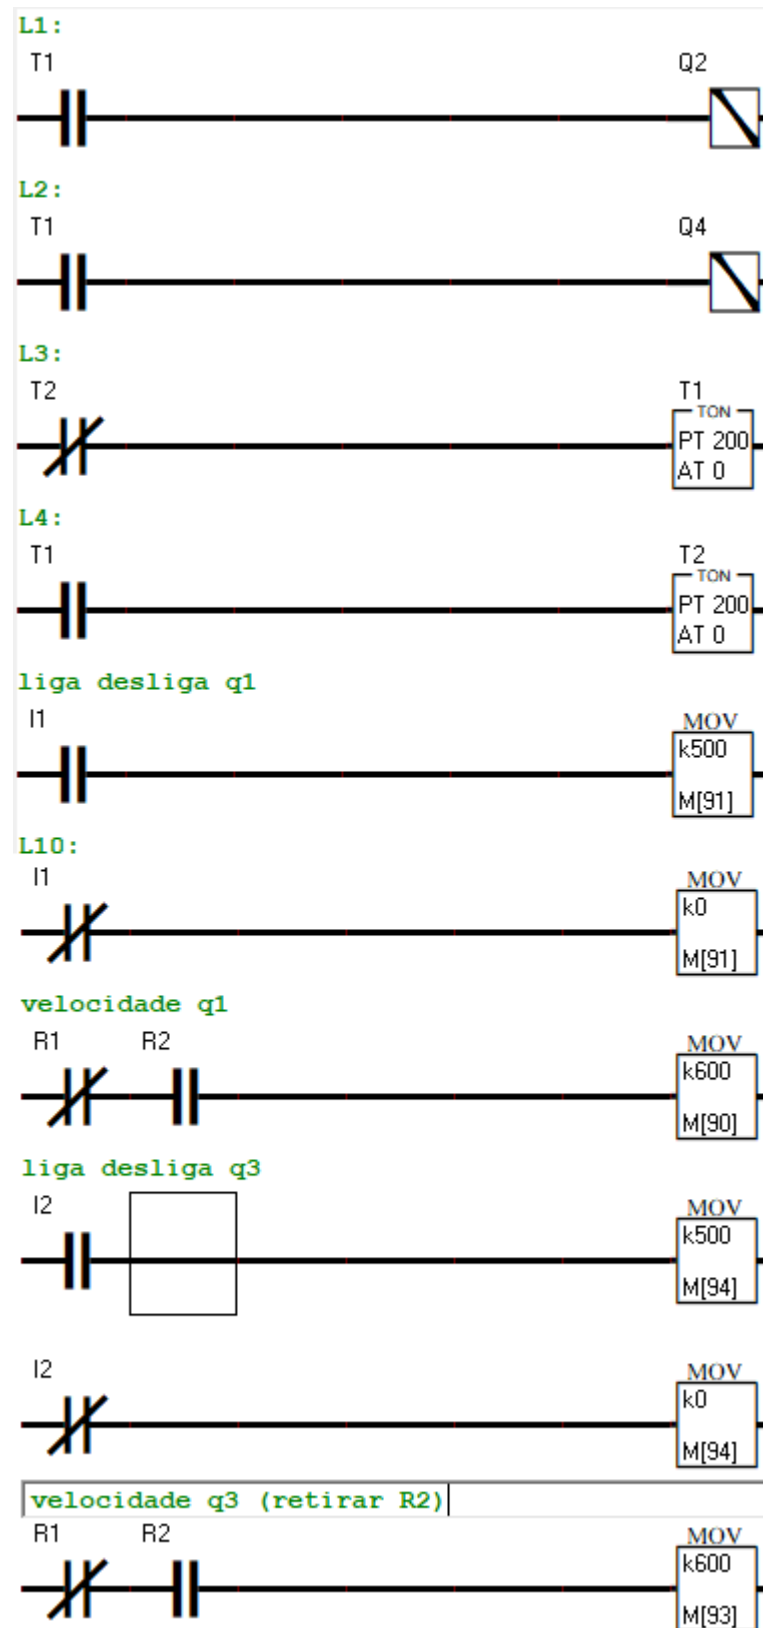 L1:
T1 Q2
L2:
T1 Q4
L3:
T2 T1
TON
PT 200
AT 0
L4:
T1 T2
TON
PT 200
AT 0
liga desliga q1
I1 MOV
k500
M[91]
L10:
I1 MOV
k0
M[91]
velocidade q1
R1 R2 MOV
k600
M[90]
liga desliga q3
I2 MOV
k500
M[94]
I2 MOV
k0
M[94]
velocidade q3 (retirar R2)
R1 R2 MOV
k600
M[93]